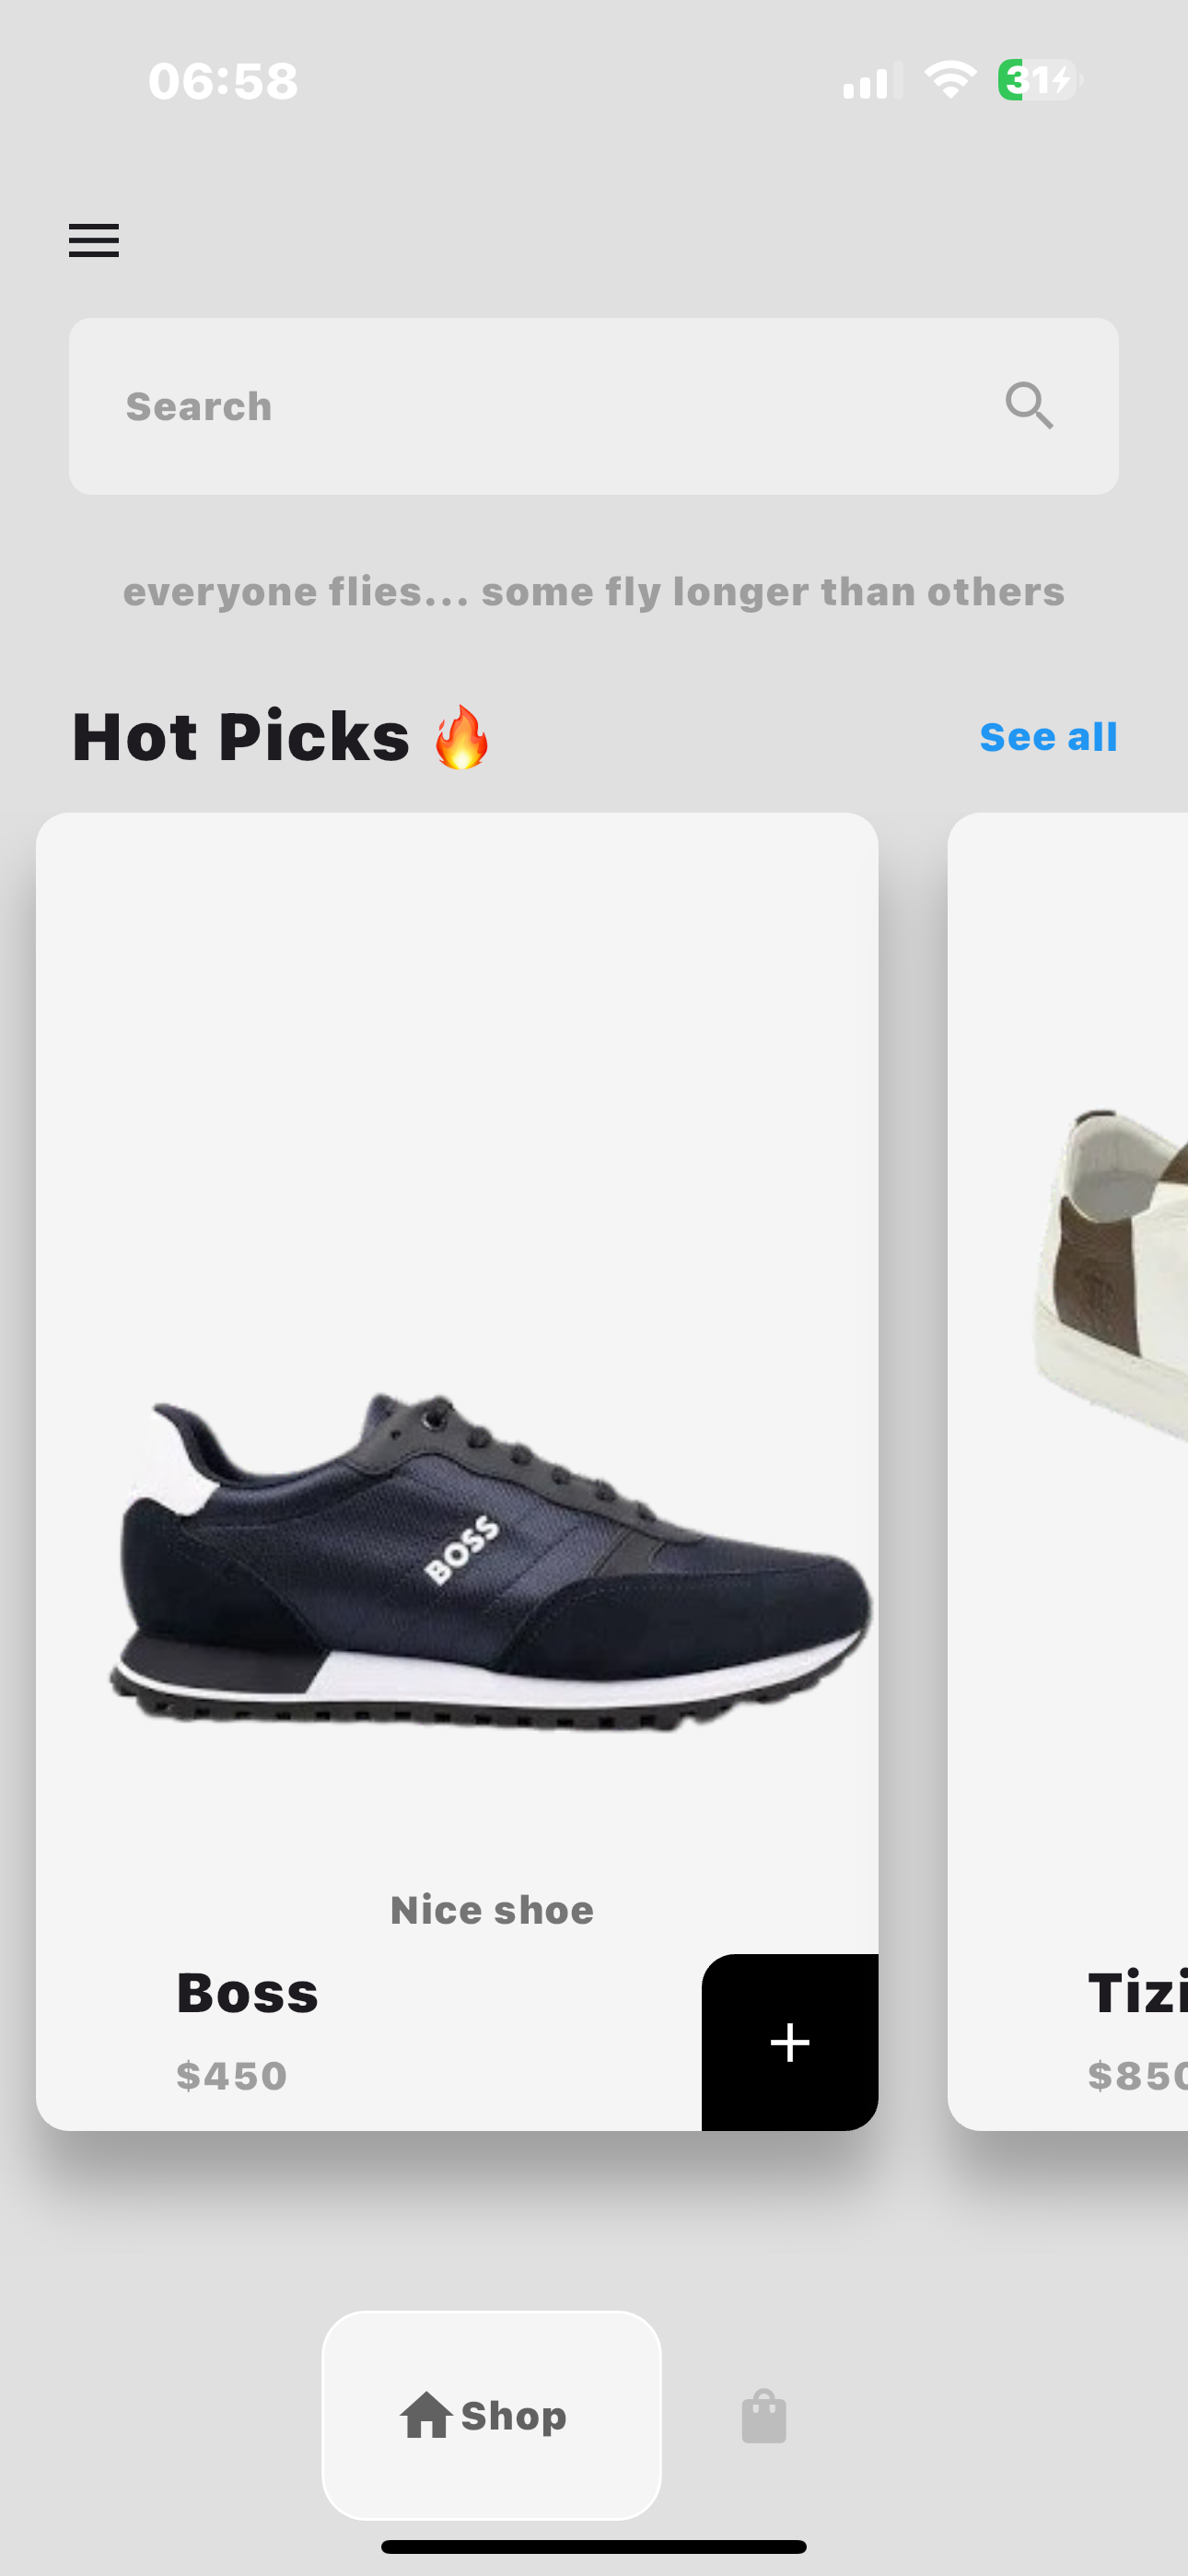 06:58
31
Search
everyone flies... some fly longer than others
Hot Picks 🔥
See all
BOSS
Nice shoe
Boss
$450
Tizi
$850
Shop